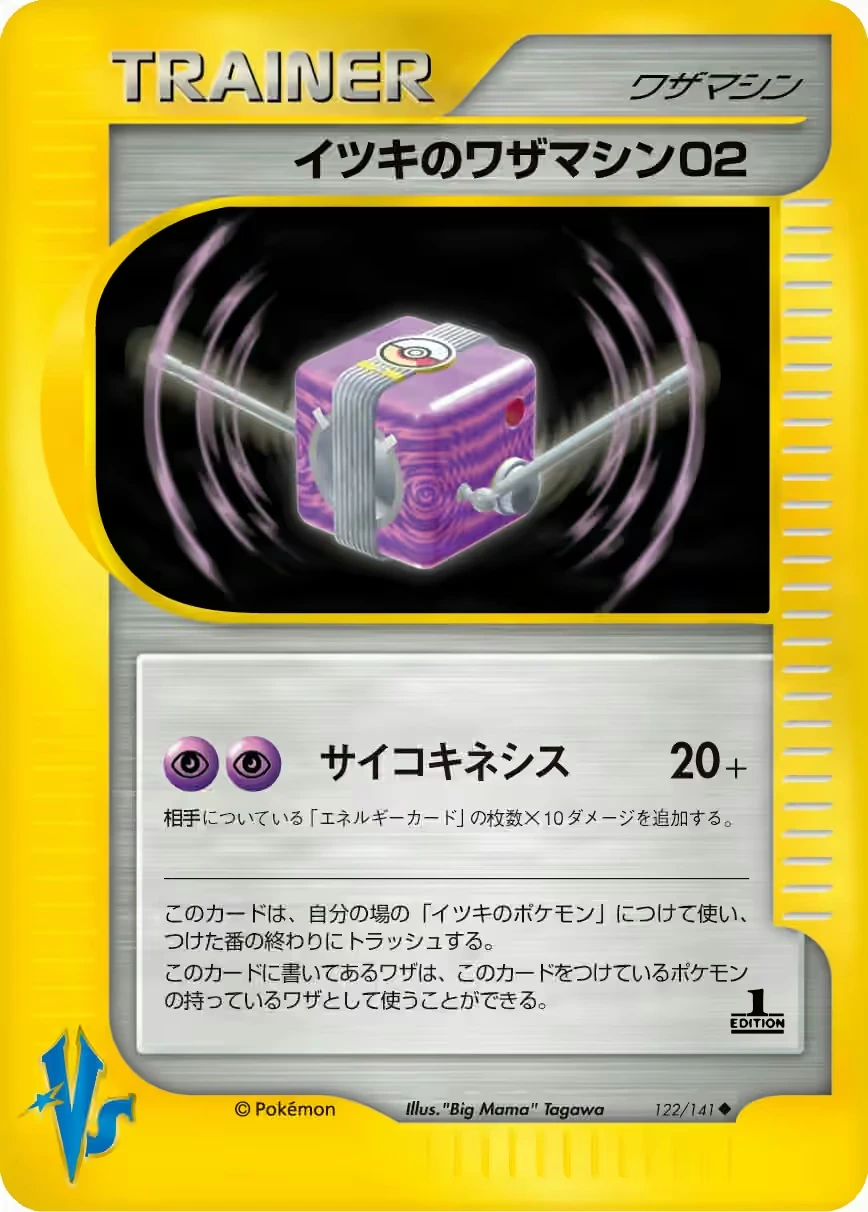 TRAINER
ワザマシン
イツキのワザマシン02
サイコキネシス 20+
相手についている「エネルギーカード」の枚数×10ダメージを追加する。
このカードは、自分の場の「イツキのポケモン」につけて使い、
つけた番の終わりにトラッシュする。
このカードに書いてあるワザは、このカードをつけているポケモン
の持っているワザとして使うことができる。
1
EDITION
VS
© Pokémon Illus."Big Mama" Tagawa 122/141◆